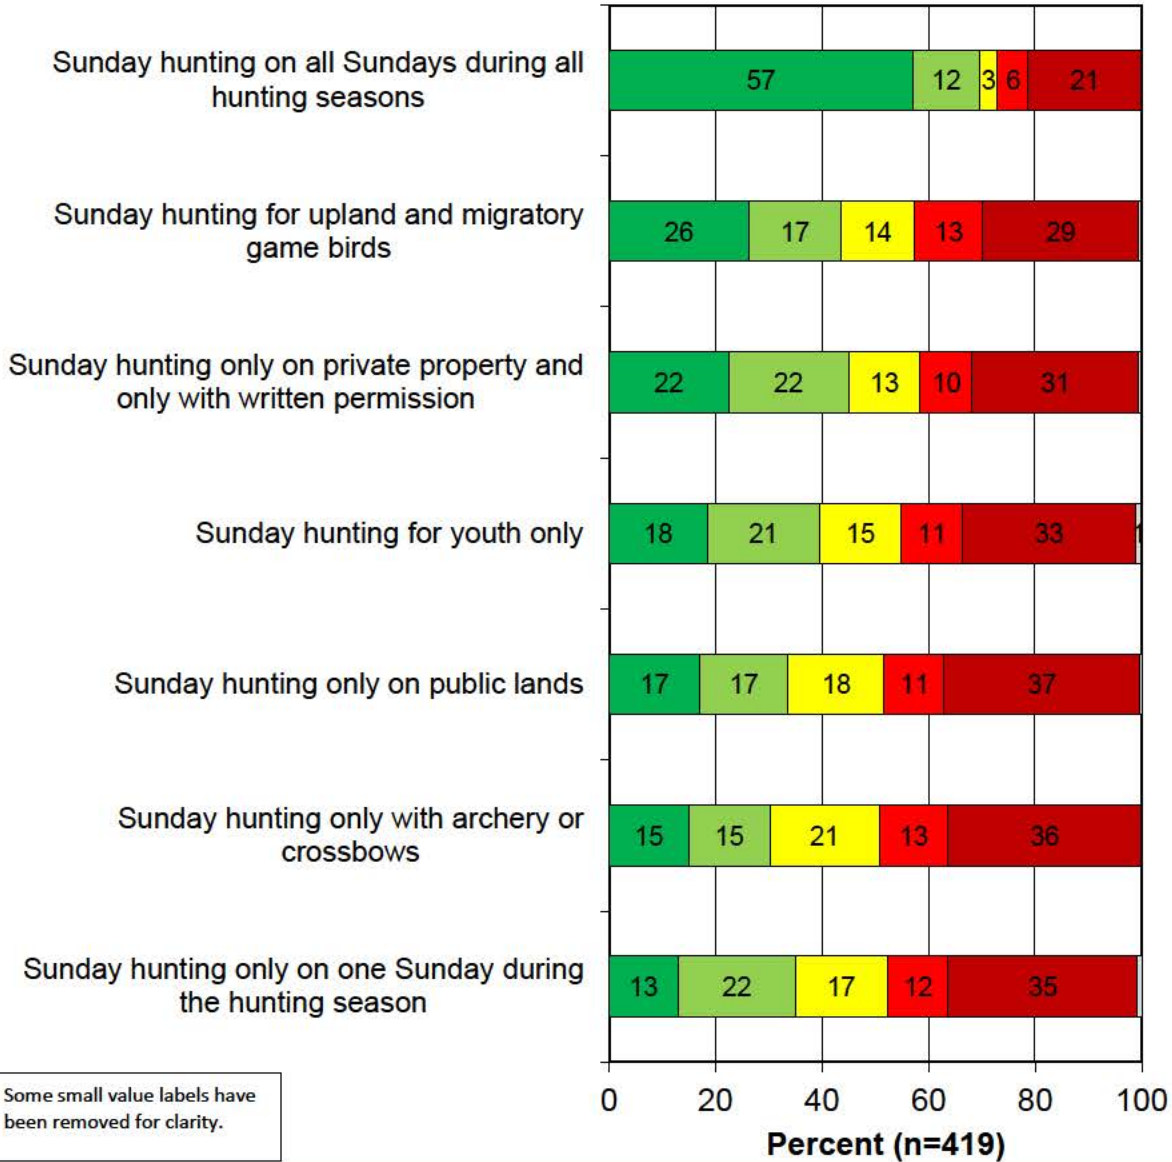 Sunday hunting on all Sundays during all
hunting seasons
57 12 3 6 21
Sunday hunting for upland and migratory
game birds
26 17 14 13 29
Sunday hunting only on private property and
only with written permission
22 22 13 10 31
Sunday hunting for youth only
18 21 15 11 33 1
Sunday hunting only on public lands
17 17 18 11 37
Sunday hunting only with archery or
crossbows
15 15 21 13 36
Sunday hunting only on one Sunday during
the hunting season
13 22 17 12 35
Some small value labels have
been removed for clarity.
0 20 40 60 80 100
Percent (n=419)